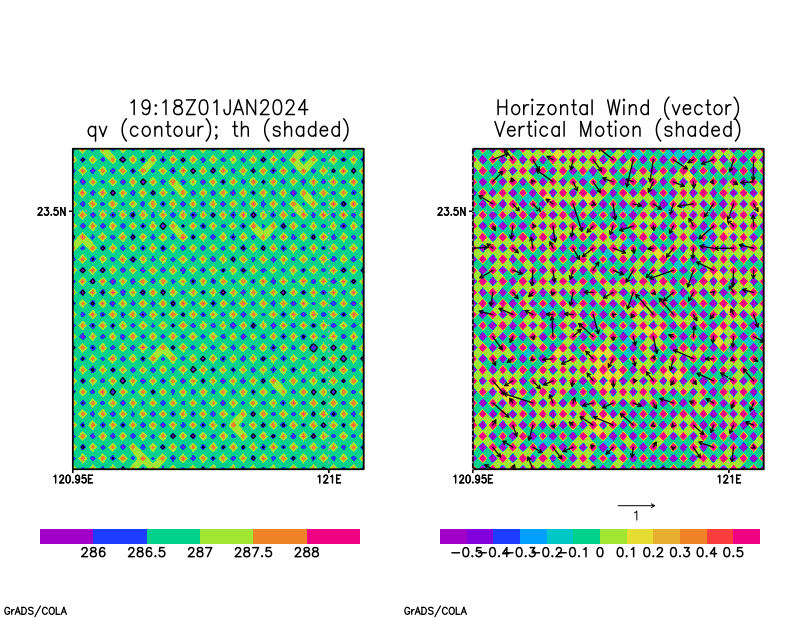 19:18Z01JAN2024
qv (contour); th (shaded)
23.5N
120.95E 121E
286 286.5 287 287.5 288
Horizontal Wind (vector)
Vertical Motion (shaded)
23.5N
120.95E 121E
1
-0.5 -0.4 -0.3 -0.2 -0.1 0 0.1 0.2 0.3 0.4 0.5
GrADS/COLA
GrADS/COLA